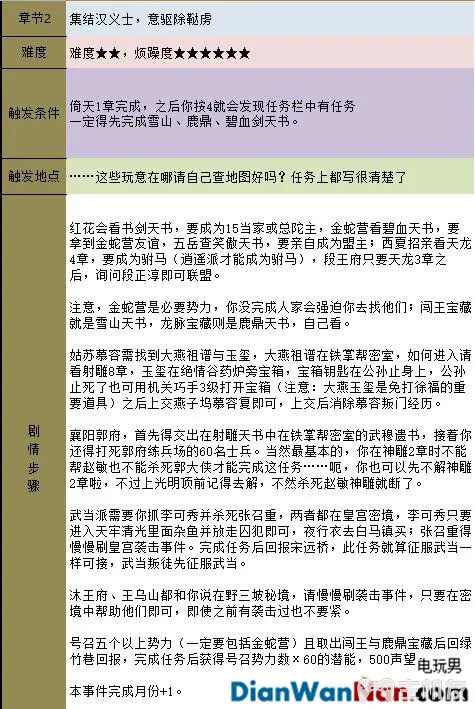 章节2
集结汉义士，意驱除鞑虏
难度
难度★★，烦躁度★★★★★★
触发条件
倚天1章完成，之后你按4就会发现任务栏中有任务
一定得先完成雪山、鹿鼎、碧血剑天书。
触发地点
……这些玩意在哪请自己查地图好吗？任务上都写很清楚了
剧情步骤
红花会看书剑天书，要成为15当家或总陀主，金蛇营看碧血天书，要
拿到金蛇营友谊，五岳查笑傲天书，要亲自成为盟主；西夏招亲看天龙
4章，要成为驸马（逍遥派才能成为驸马），段王府只要天龙3章之
后，询问段正淳即可联盟。
注意，金蛇营是必要势力，你没完成人家会强迫你去找他们；闯王宝藏
就是雪山天书，龙脉宝藏则是鹿鼎天书，自己看。
姑苏慕容需找到大燕祖谱与玉玺，大燕祖谱在铁掌帮密室，如何进入请
看射雕8章，玉玺在绝情谷药炉旁宝箱，宝箱钥匙在公孙止身上，公孙
止死了也可用机关巧手3级打开宝箱（注意：大燕玉玺是免打徐福的重
要道具）之后上交燕子坞慕容复即可，上交后消除慕容叛门经历。
襄阳郭府，首先得交出在射雕天书中在铁掌帮密室的武穆遗书，接着你
还得打死郭府练兵场的60名士兵。当然最基本的，你在神雕2章时不能
帮赵敏也不能杀死郭大侠才能完成这任务……呃，你也可以先不解神雕
2章啦，不过上光明顶前记得去解，不然杀死赵敏神雕就断了。
武当派需要你抓李可秀并杀死张召重，两者都在皇宫密境，李可秀只要
进入天牢清光里面杂鱼并放走囚犯即可，夜行衣去白马镇买；张召重得
慢慢刷皇宫袭击事件。完成任务后回报宋远桥，此任务就算征服武当一
样可接，武当叛徒先征服武当。
沐王府、王乌山都和你说在野三坡秘境，请慢慢刷袭击事件，只要在密
境中帮助他们即可，即使之前有袭击过也不要紧。
号召五个以上势力（一定要包括金蛇营）且取出闯王与鹿鼎宝藏后回绿
竹巷回报，完成任务后获得号召势力数×60的潜能，500声望
本事件完成月份+1。
电玩男
DianWanNan.com